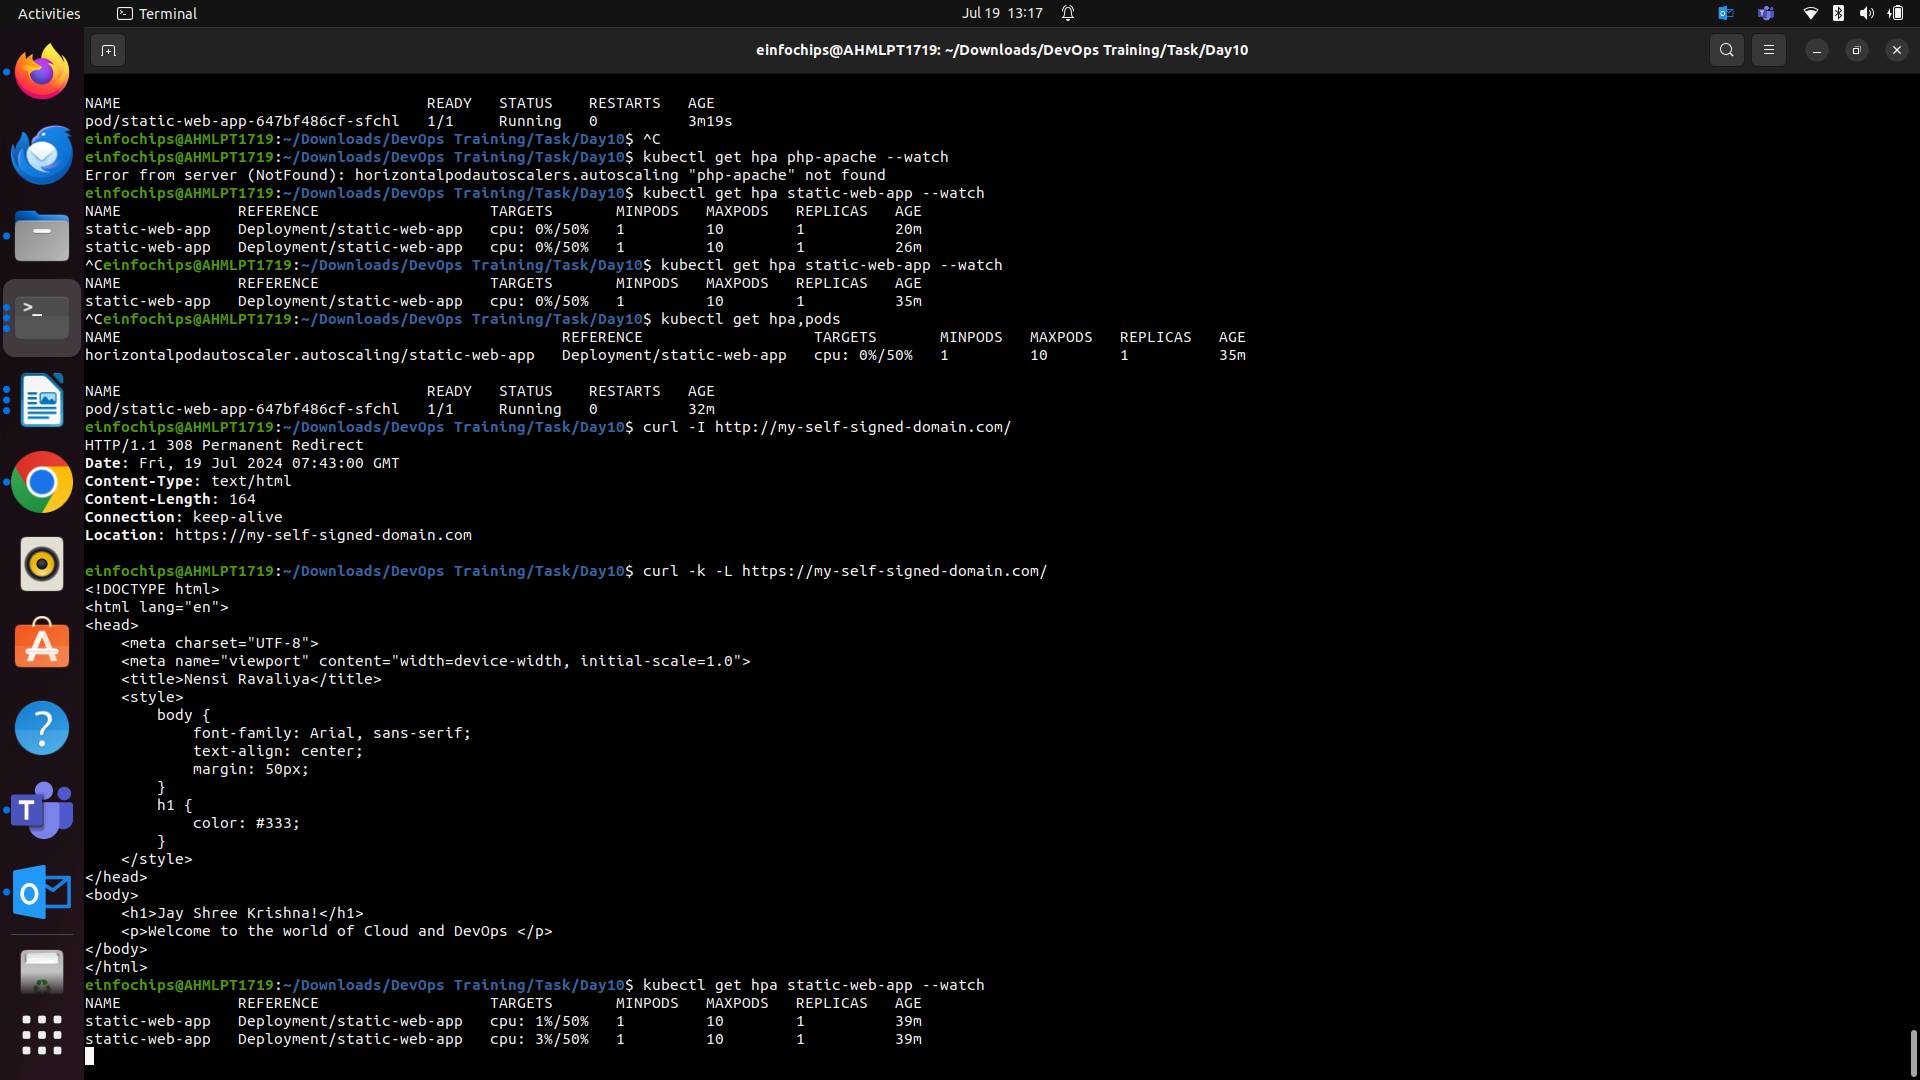 Activities
Terminal
Jul 19 13:17
einfochips@AHMLPT1719: ~/Downloads/DevOps Training/Task/Day10
NAME                                  READY   STATUS    RESTARTS   AGE
pod/static-web-app-647bf486cf-sfchl   1/1     Running   0          3m19s
einfochips@AHMLPT1719:~/Downloads/DevOps Training/Task/Day10$ ^C
einfochips@AHMLPT1719:~/Downloads/DevOps Training/Task/Day10$ kubectl get hpa php-apache --watch
Error from server (NotFound): horizontalpodautoscalers.autoscaling "php-apache" not found
einfochips@AHMLPT1719:~/Downloads/DevOps Training/Task/Day10$ kubectl get hpa static-web-app --watch
NAME             REFERENCE                   TARGETS       MINPODS   MAXPODS   REPLICAS   AGE
static-web-app   Deployment/static-web-app   cpu: 0%/50%   1         10        1          20m
static-web-app   Deployment/static-web-app   cpu: 0%/50%   1         10        1          26m
^Ceinfochips@AHMLPT1719:~/Downloads/DevOps Training/Task/Day10$ kubectl get hpa static-web-app --watch
NAME             REFERENCE                   TARGETS       MINPODS   MAXPODS   REPLICAS   AGE
static-web-app   Deployment/static-web-app   cpu: 0%/50%   1         10        1          35m
^Ceinfochips@AHMLPT1719:~/Downloads/DevOps Training/Task/Day10$ kubectl get hpa,pods
NAME                                                 REFERENCE                   TARGETS       MINPODS   MAXPODS   REPLICAS   AGE
horizontalpodautoscaler.autoscaling/static-web-app   Deployment/static-web-app   cpu: 0%/50%   1         10        1          35m
NAME                                  READY   STATUS    RESTARTS   AGE
pod/static-web-app-647bf486cf-sfchl   1/1     Running   0          32m
einfochips@AHMLPT1719:~/Downloads/DevOps Training/Task/Day10$ curl -I http://my-self-signed-domain.com/
HTTP/1.1 308 Permanent Redirect
Date: Fri, 19 Jul 2024 07:43:00 GMT
Content-Type: text/html
Content-Length: 164
Connection: keep-alive
Location: https://my-self-signed-domain.com
einfochips@AHMLPT1719:~/Downloads/DevOps Training/Task/Day10$ curl -k -L https://my-self-signed-domain.com/
<!DOCTYPE html>
<html lang="en">
<head>
    <meta charset="UTF-8">
    <meta name="viewport" content="width=device-width, initial-scale=1.0">
    <title>Nensi Ravaliya</title>
    <style>
        body {
            font-family: Arial, sans-serif;
            text-align: center;
            margin: 50px;
        }
        h1 {
            color: #333;
        }
    </style>
</head>
<body>
    <h1>Jay Shree Krishna!</h1>
    <p>Welcome to the world of Cloud and DevOps </p>
</body>
</html>
einfochips@AHMLPT1719:~/Downloads/DevOps Training/Task/Day10$ kubectl get hpa static-web-app --watch
NAME             REFERENCE                   TARGETS       MINPODS   MAXPODS   REPLICAS   AGE
static-web-app   Deployment/static-web-app   cpu: 1%/50%   1         10        1          39m
static-web-app   Deployment/static-web-app   cpu: 3%/50%   1         10        1          39m